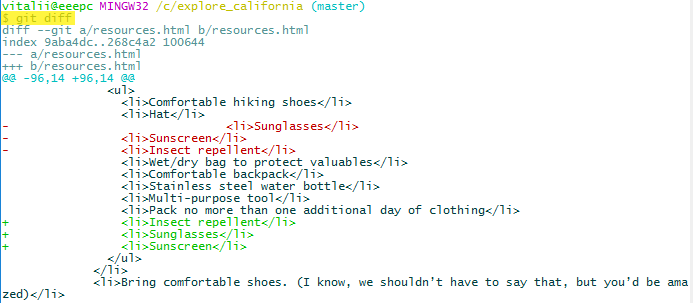 vitalii@eeepc MINGW32 /c/explore_california (master)
$ git diff
diff --git a/resources.html b/resources.html
index 9aba4dc..268c4a2 100644
--- a/resources.html
+++ b/resources.html
@@ -96,14 +96,14 @@
              <ul>
                <li>Comfortable hiking shoes</li>
                <li>Hat</li>
-                              <li>Sunglasses</li>
-               <li>Sunscreen</li>
-               <li>Insect repellent</li>
                <li>Wet/dry bag to protect valuables</li>
                <li>Comfortable backpack</li>
                <li>Stainless steel water bottle</li>
                <li>Multi-purpose tool</li>
                <li>Pack no more than one additional day of clothing</li>
+               <li>Insect repellent</li>
+               <li>Sunglasses</li>
+               <li>Sunscreen</li>
              </ul>
            </li>
            <li>Bring comfortable shoes. (I know, we shouldn't have to say that, but you'd be ama
zed)</li>